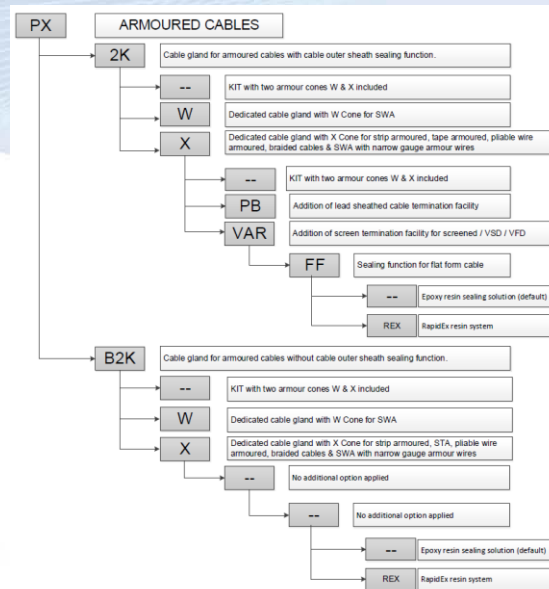 PX
ARMOURED CABLES
2K
Cable gland for armoured cables with cable outer sheath sealing function.
--
KIT with two armour cones W & X included
W
Dedicated cable gland with W Cone for SWA
X
Dedicated cable gland with X Cone for strip armoured, tape armoured, pliable wire
armoured, braided cables & SWA with narrow gauge armour wires
--
KIT with two armour cones W & X included
PB
Addition of lead sheathed cable termination facility
VAR
Addition of screen termination facility for screened / VSD / VFD
FF
Sealing function for flat form cable
--
Epoxy resin sealing solution (default)
REX
RapidEx resin system
B2K
Cable gland for armoured cables without cable outer sheath sealing function.
--
KIT with two armour cones W & X included
W
Dedicated cable gland with W Cone for SWA
X
Dedicated cable gland with X Cone for strip armoured, STA, pliable wire
armoured, braided cables & SWA with narrow gauge armour wires
--
No additional option applied
--
No additional option applied
--
Epoxy resin sealing solution (default)
REX
RapidEx resin system